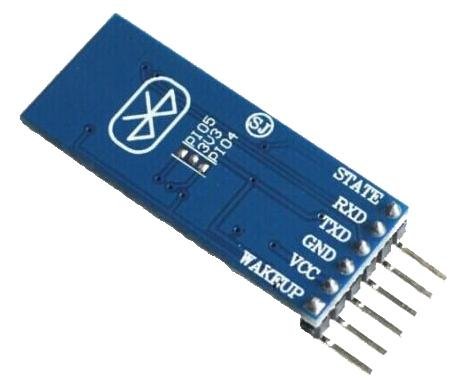 PIO5
3V3
PIO4
SJ
STATE
RXD
TXD
GND
VCC
WAKEUP